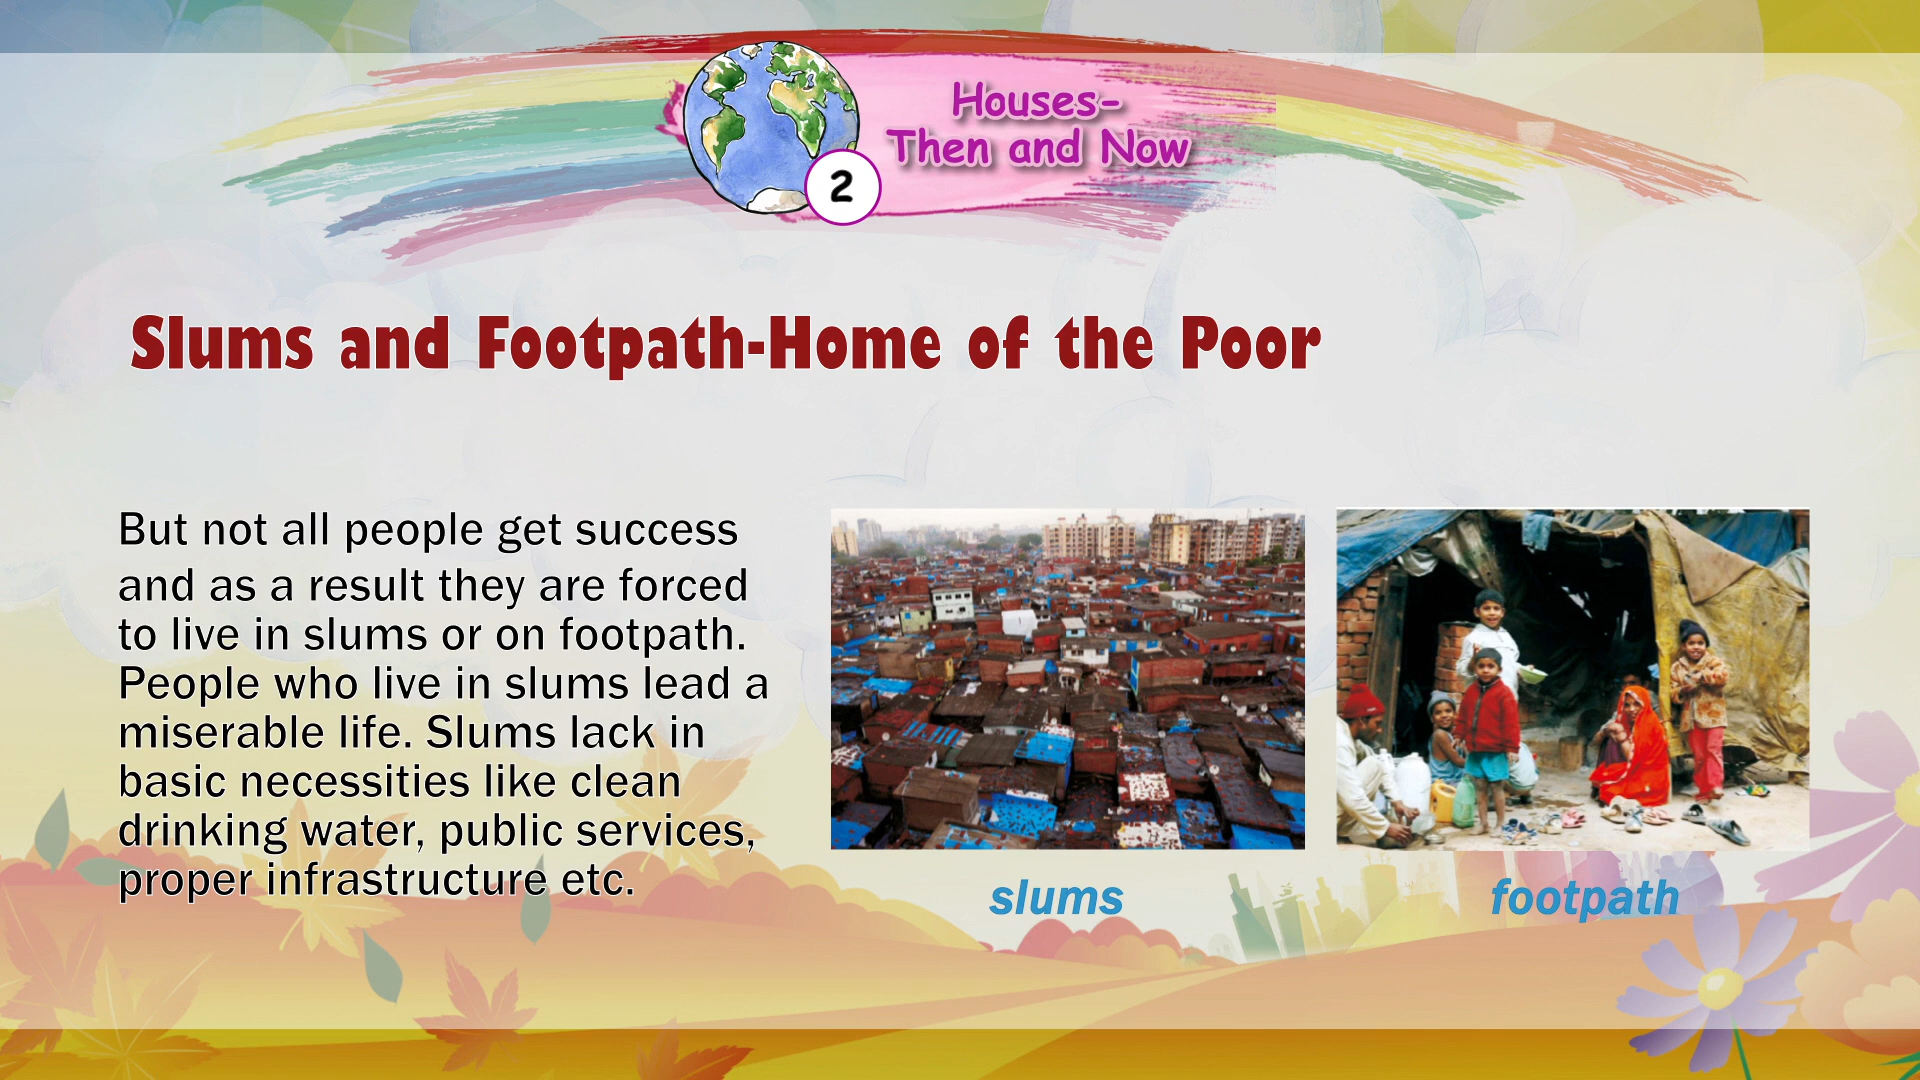 Houses-
Then and Now
2
Slums and Footpath-Home of the Poor
But not all people get success
and as a result they are forced
to live in slums or on footpath.
People who live in slums lead a
miserable life. Slums lack in
basic necessities like clean
drinking water, public services,
proper infrastructure etc.
slums
footpath